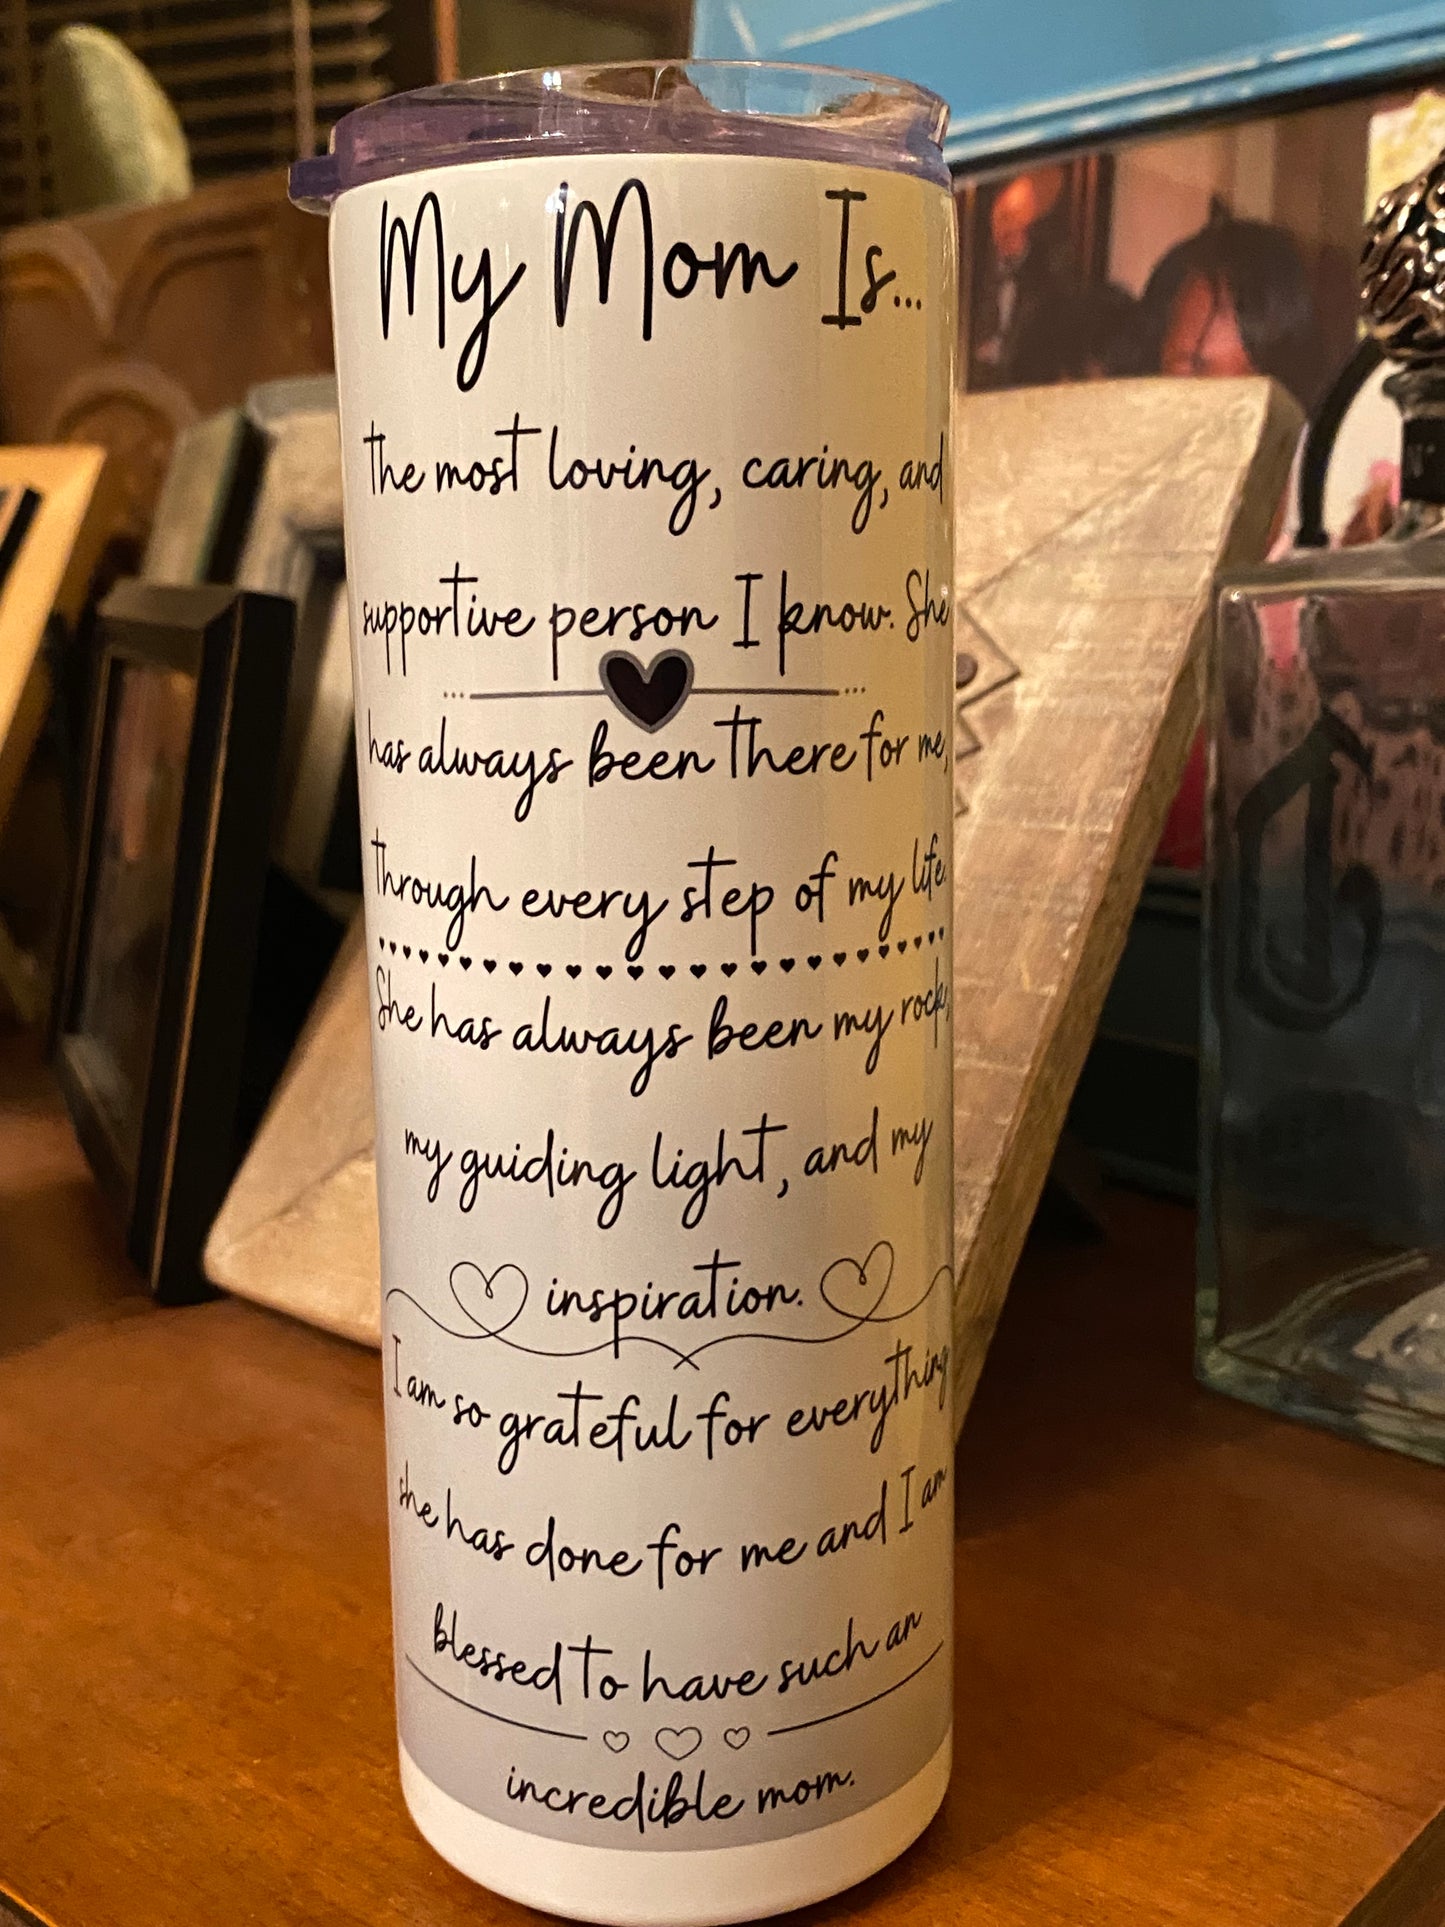 My Mom Is...
the most loving, caring, and
supportive person I know. She
has always been there for me,
through every step of my life.
She has always been my rock,
my guiding light, and my
inspiration.
I am so grateful for everything
she has done for me and I am
blessed to have such an
incredible mom.